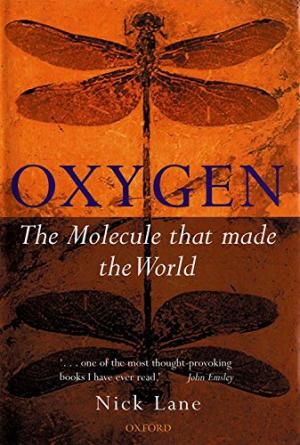 OXYGEN
The Molecule that made
the World
'. . . one of the most thought-provoking
books I have ever read.' John Emsley
Nick Lane
OXFORD